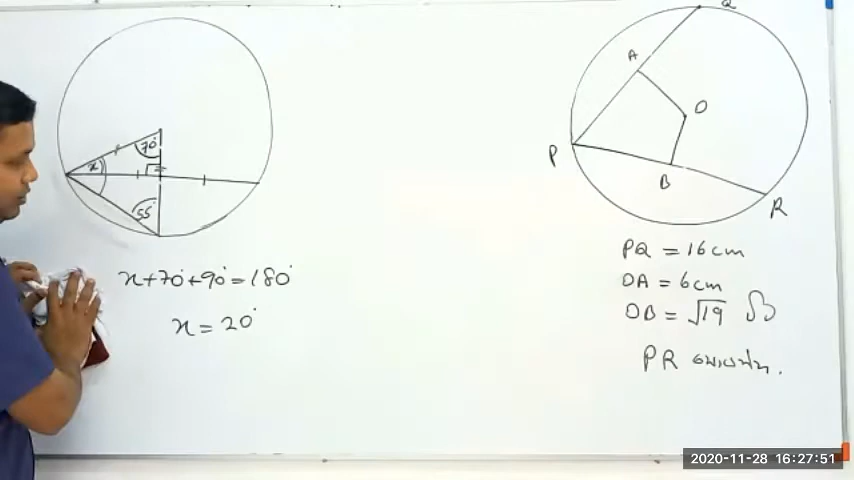 70°
x
55
x+70°+90°=180°
x = 20°
Q
A
O
P
B
R
PQ = 16cm
OA = 6cm
OB = √19
PR
2020-11-28 16:27:51